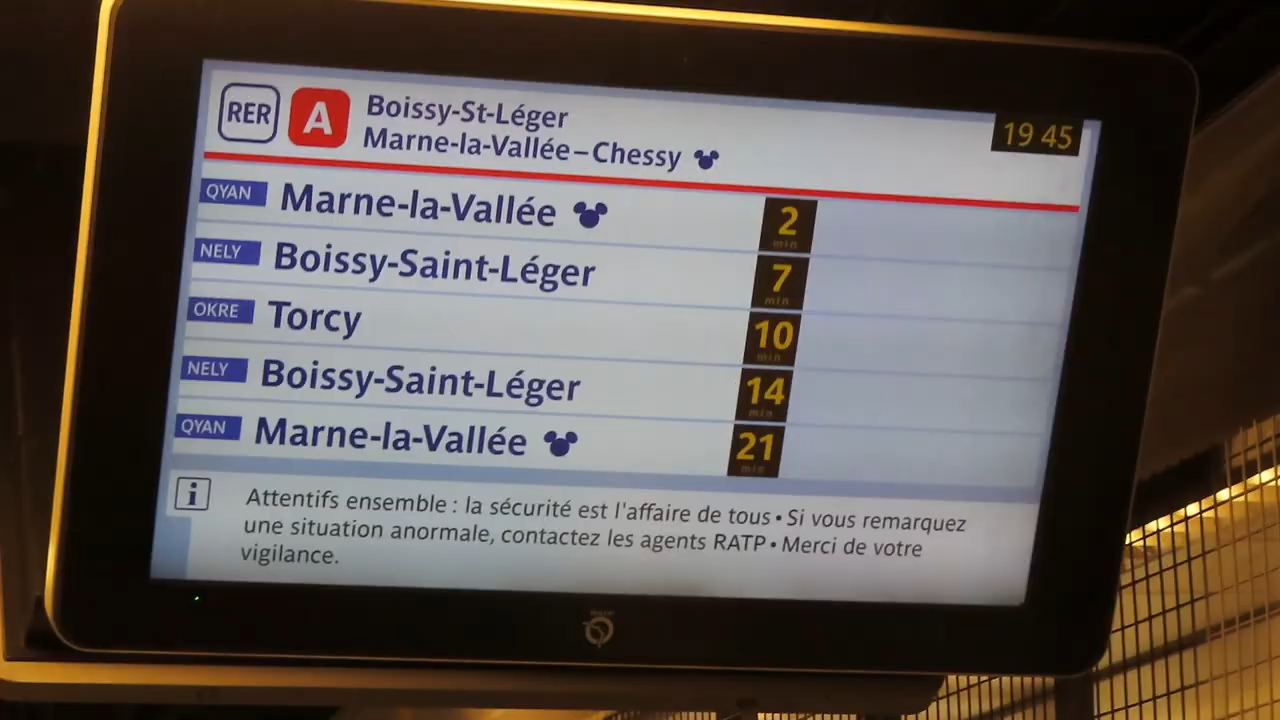 RER A Boissy-St-Léger
Marne-la-Vallée–Chessy
19 45
QYAN Marne-la-Vallée 2 min
NELY Boissy-Saint-Léger 7 min
OKRE Torcy 10 min
NELY Boissy-Saint-Léger 14 min
QYAN Marne-la-Vallée 21 min
i Attentifs ensemble : la sécurité est l'affaire de tous • Si vous remarquez
une situation anormale, contactez les agents RATP • Merci de votre
vigilance.